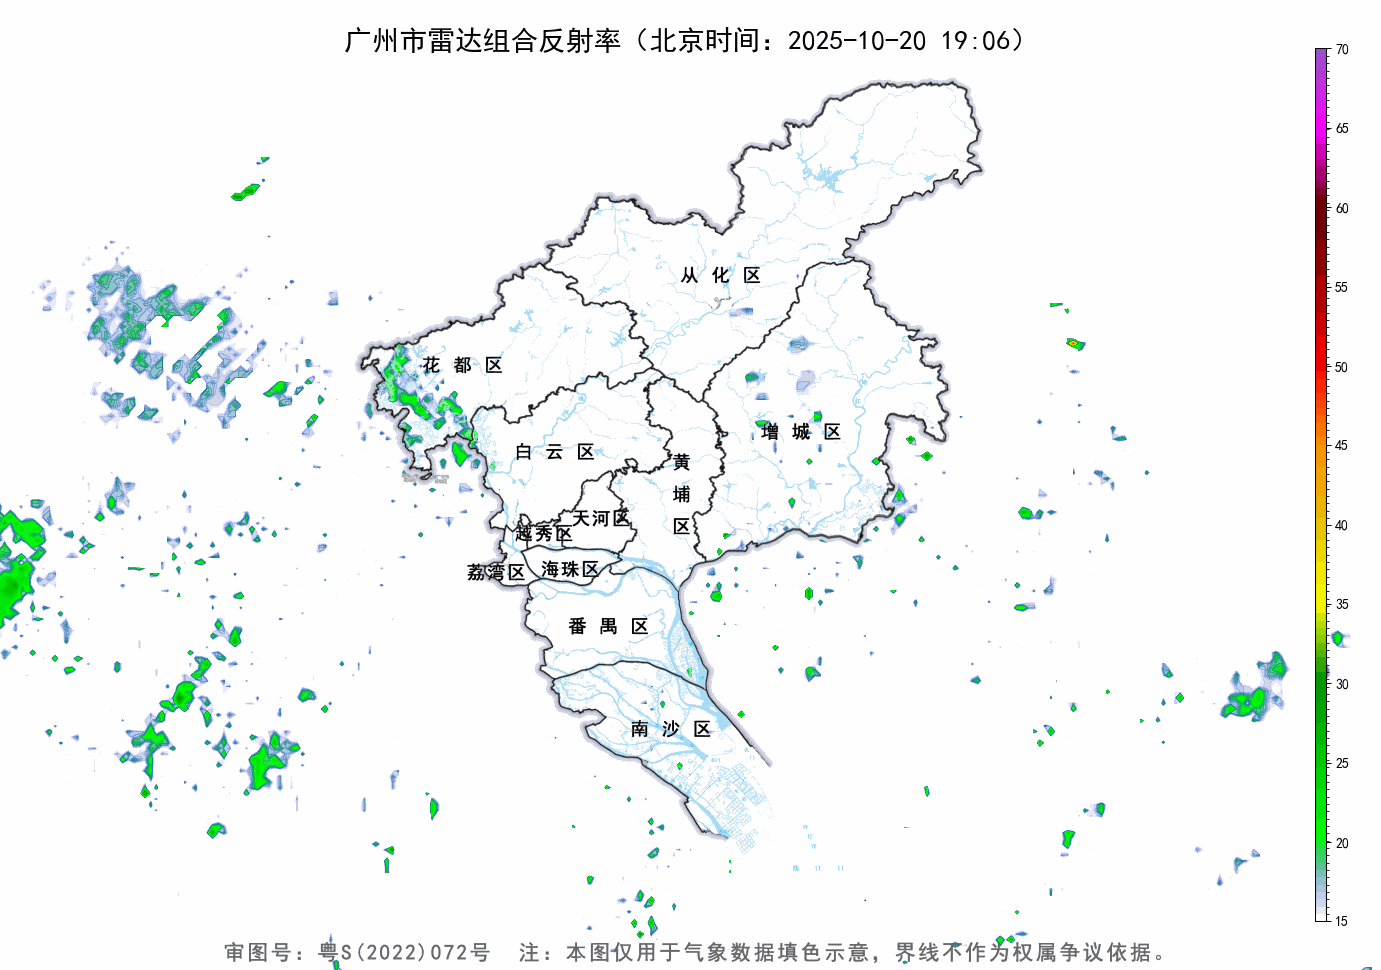 广州市雷达组合反射率（北京时间：2025-10-20 19:06）
70
65
60
55
50
45
40
35
30
25
20
15
从化区
花都区
增城区
白云区
黄埔区
天河区
越秀区
荔湾区
海珠区
番禺区
南沙区
审图号：粤S(2022)072号 注：本图仅用于气象数据填色示意，界线不作为权属争议依据。